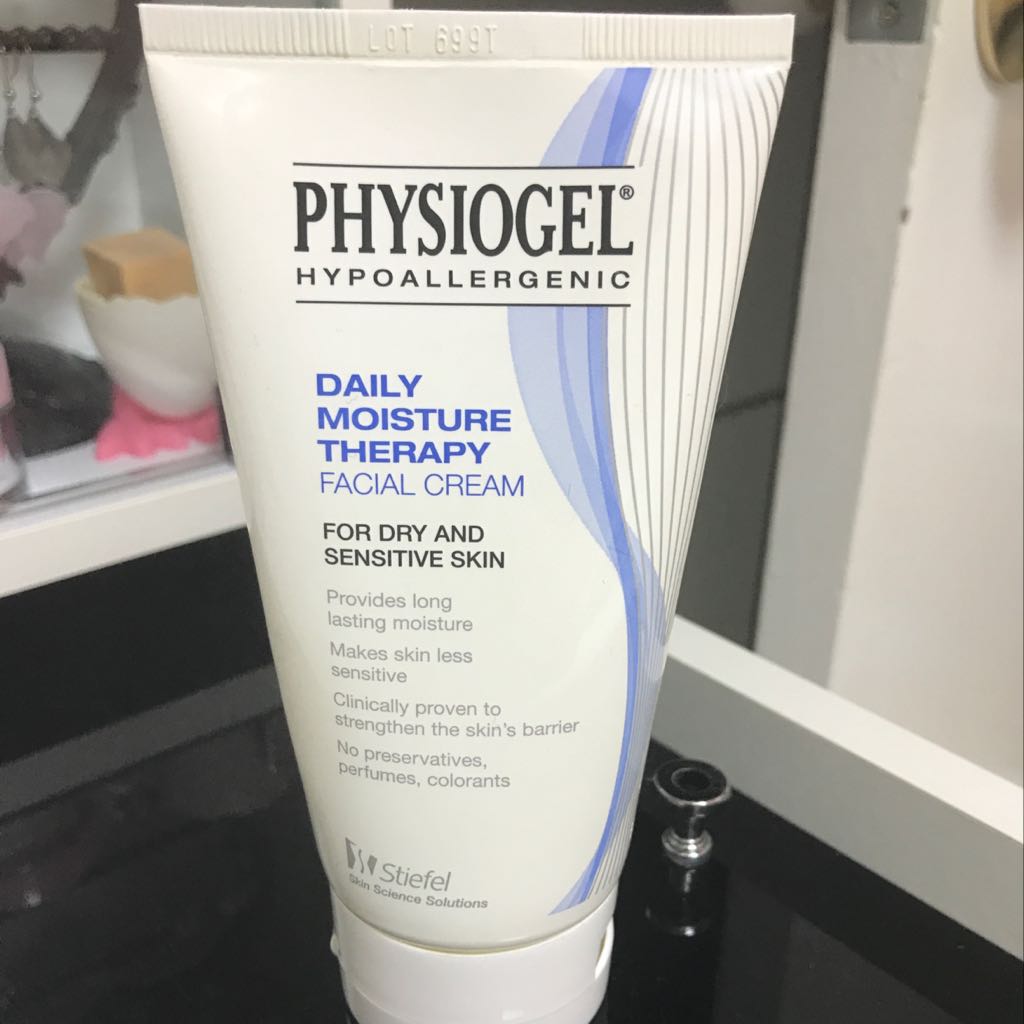 LOT 699T
PHYSIOGEL®
HYPOALLERGENIC
DAILY
MOISTURE
THERAPY
FACIAL CREAM
FOR DRY AND
SENSITIVE SKIN
Provides long
lasting moisture
Makes skin less
sensitive
Clinically proven to
strengthen the skin's barrier
No preservatives,
perfumes, colorants
Stiefel
Skin Science Solutions